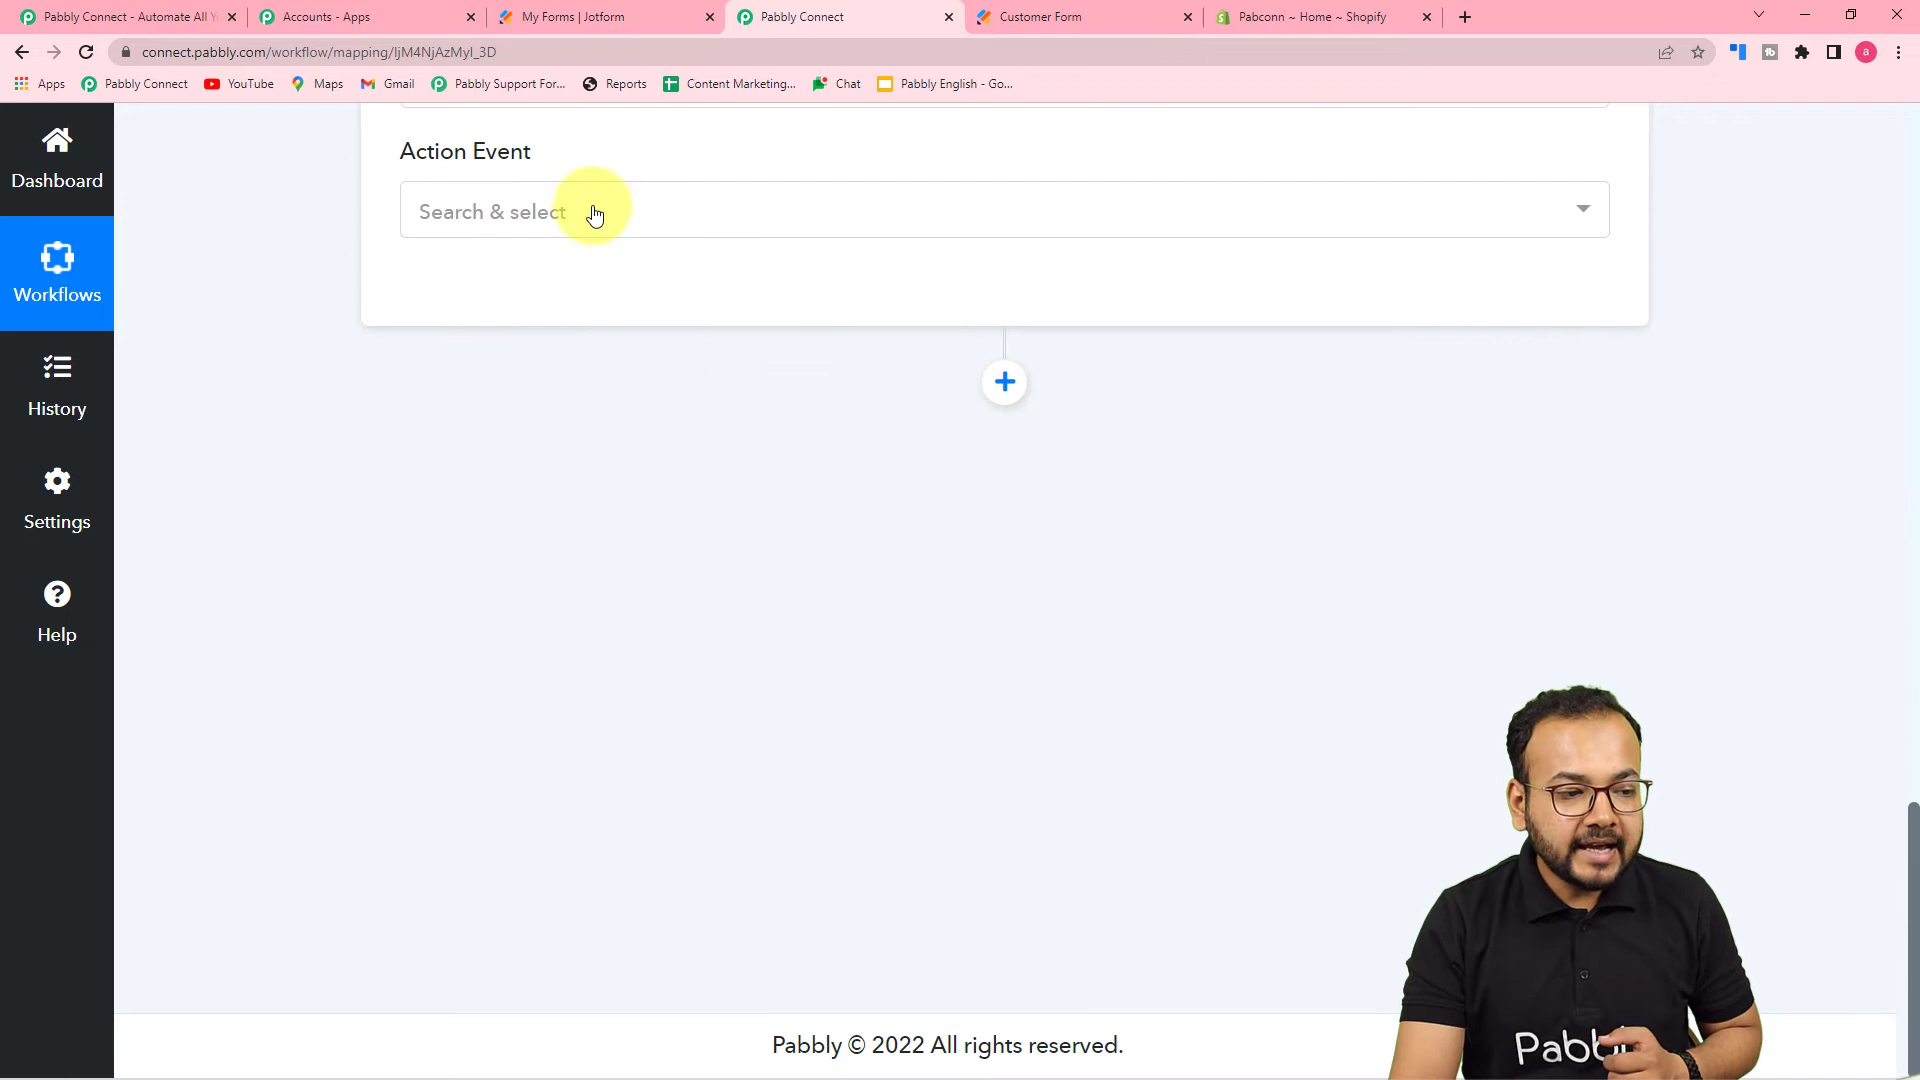 Pabbly Connect - Automate All Y
Accounts - Apps
My Forms | Jotform
Pabbly Connect
Customer Form
Pabconn ~ Home ~ Shopify
connect.pabbly.com/workflow/mapping/IjM4NjAzMyI_3D
a
Apps
Pabbly Connect
YouTube
Maps
Gmail
Pabbly Support For...
Reports
Content Marketing...
Chat
Pabbly English - Go...
Dashboard
Workflows
History
Settings
Help
Action Event
Search & select
Pabbly © 2022 All rights reserved.